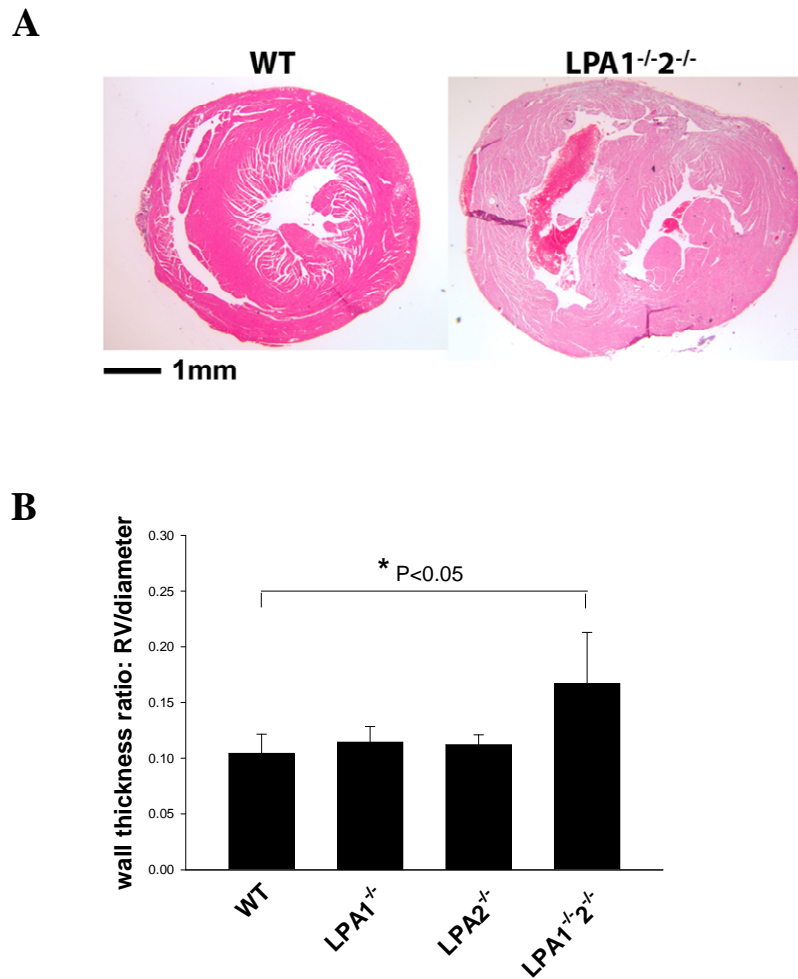 A
WT
LPA1-/-2-/-
1mm
B
wall thickness ratio: RV/diameter
0.30
0.25
0.20
0.15
0.10
0.05
0.00
* P<0.05
WT
LPA1-/-
LPA2-/-
LPA1-/-2-/-